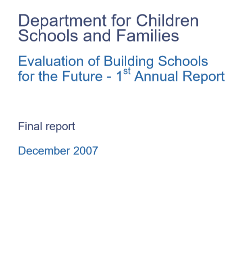 Department for Children
Schools and Families
Evaluation of Building Schools
for the Future - 1st Annual Report
Final report
December 2007